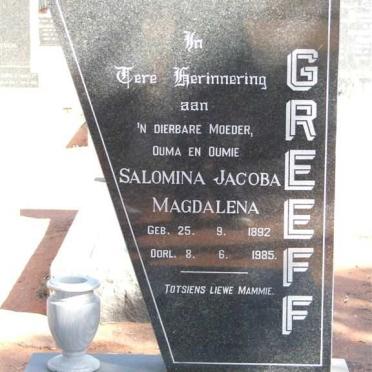 In
Tere Herinnering
aan
'N DIERBARE MOEDER,
OUMA EN OUMIE
SALOMINA JACOBA
MAGDALENA
GEB. 25. 9. 1892
OORL. 8. 6. 1985.
TOTSIENS LIEWE MAMMIE.
GREEFF